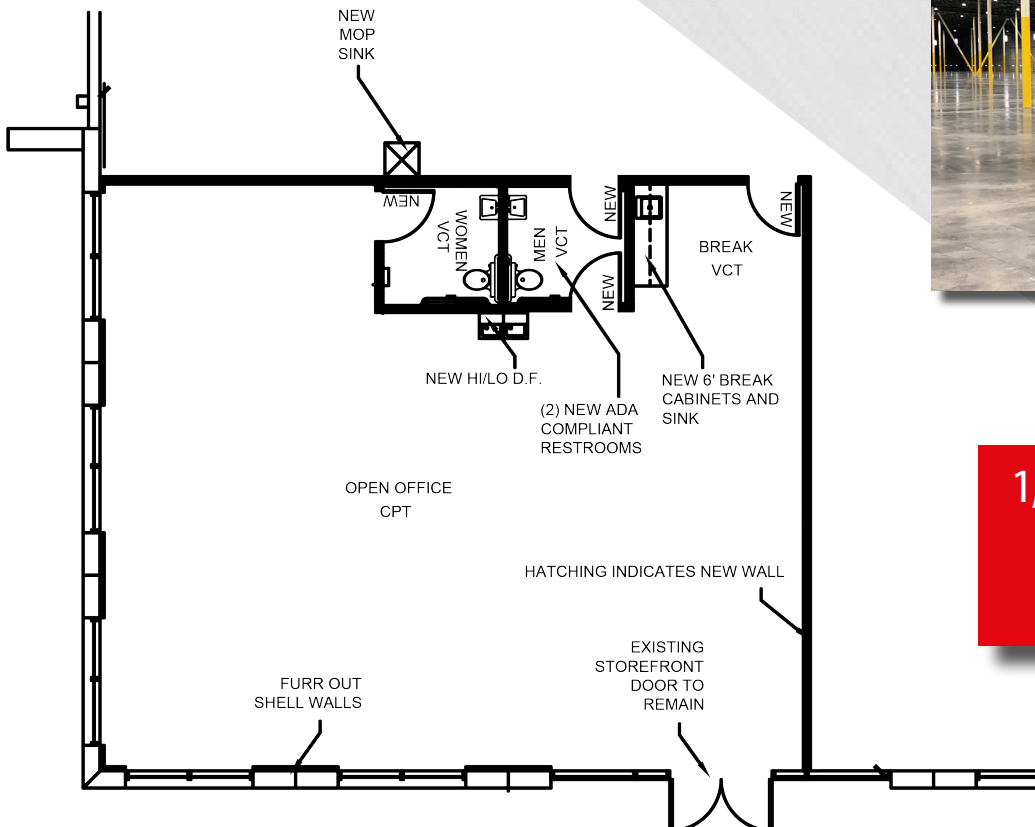 NEW
MOP
SINK
NEW
WOMEN
VCT
MEN
VCT
NEW
NEW
BREAK
VCT
NEW
NEW HI/LO D.F.
(2) NEW ADA
COMPLIANT
RESTROOMS
NEW 6' BREAK
CABINETS AND
SINK
OPEN OFFICE
CPT
HATCHING INDICATES NEW WALL
EXISTING
STOREFRONT
DOOR TO
REMAIN
FURR OUT
SHELL WALLS